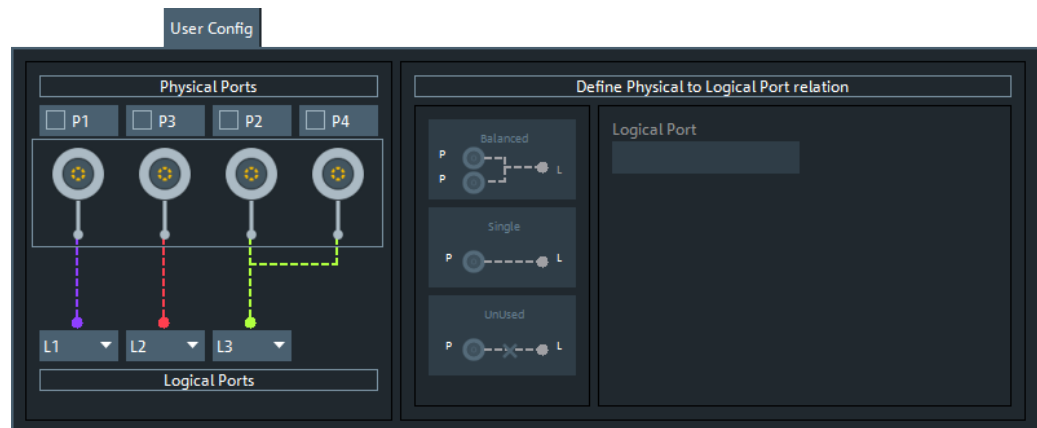 User Config
Physical Ports
P1 P3 P2 P4
L1 L2 L3
Logical Ports
Define Physical to Logical Port relation
Balanced
P
L
P
Single
P L
UnUsed
P L
Logical Port